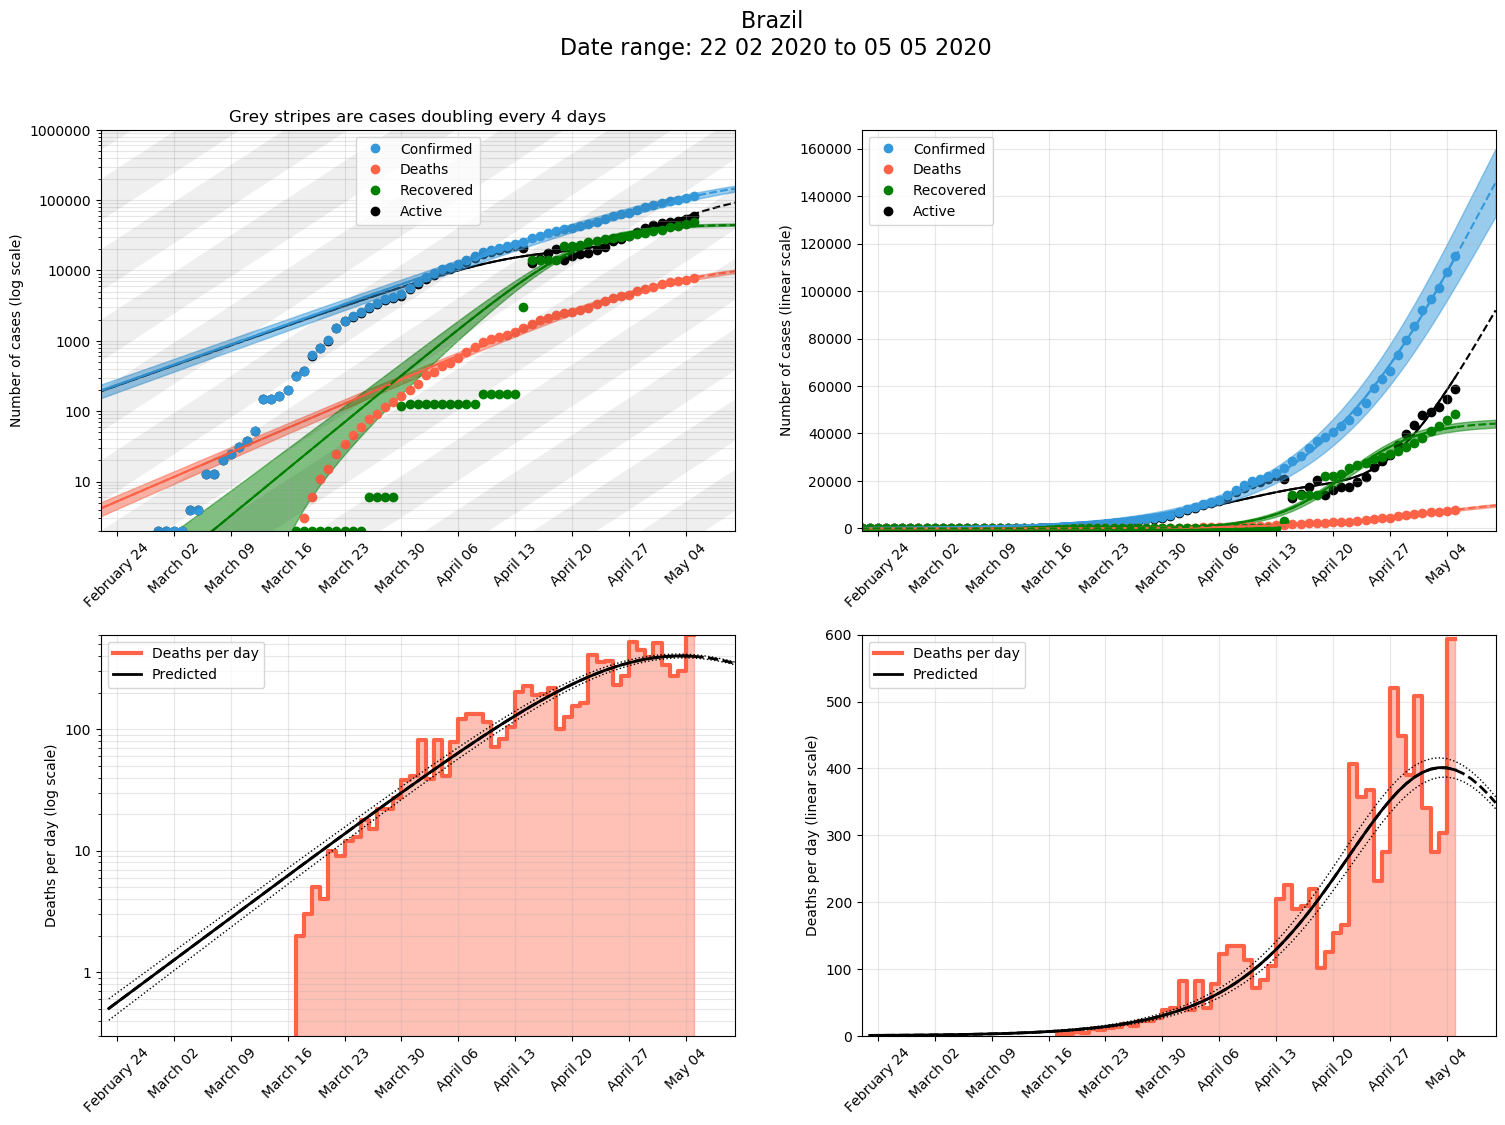 Brazil
Date range: 22 02 2020 to 05 05 2020
Grey stripes are cases doubling every 4 days
Number of cases (log scale)
1000000
100000
10000
1000
100
10
Confirmed
Deaths
Recovered
Active
February 24
March 02
March 09
March 16
March 23
March 30
April 06
April 13
April 20
April 27
May 04
Number of cases (linear scale)
160000
140000
120000
100000
80000
60000
40000
20000
0
Confirmed
Deaths
Recovered
Active
February 24
March 02
March 09
March 16
March 23
March 30
April 06
April 13
April 20
April 27
May 04
Deaths per day (log scale)
100
10
1
Deaths per day
Predicted
February 24
March 02
March 09
March 16
March 23
March 30
April 06
April 13
April 20
April 27
May 04
Deaths per day (linear scale)
600
500
400
300
200
100
0
Deaths per day
Predicted
February 24
March 02
March 09
March 16
March 23
March 30
April 06
April 13
April 20
April 27
May 04